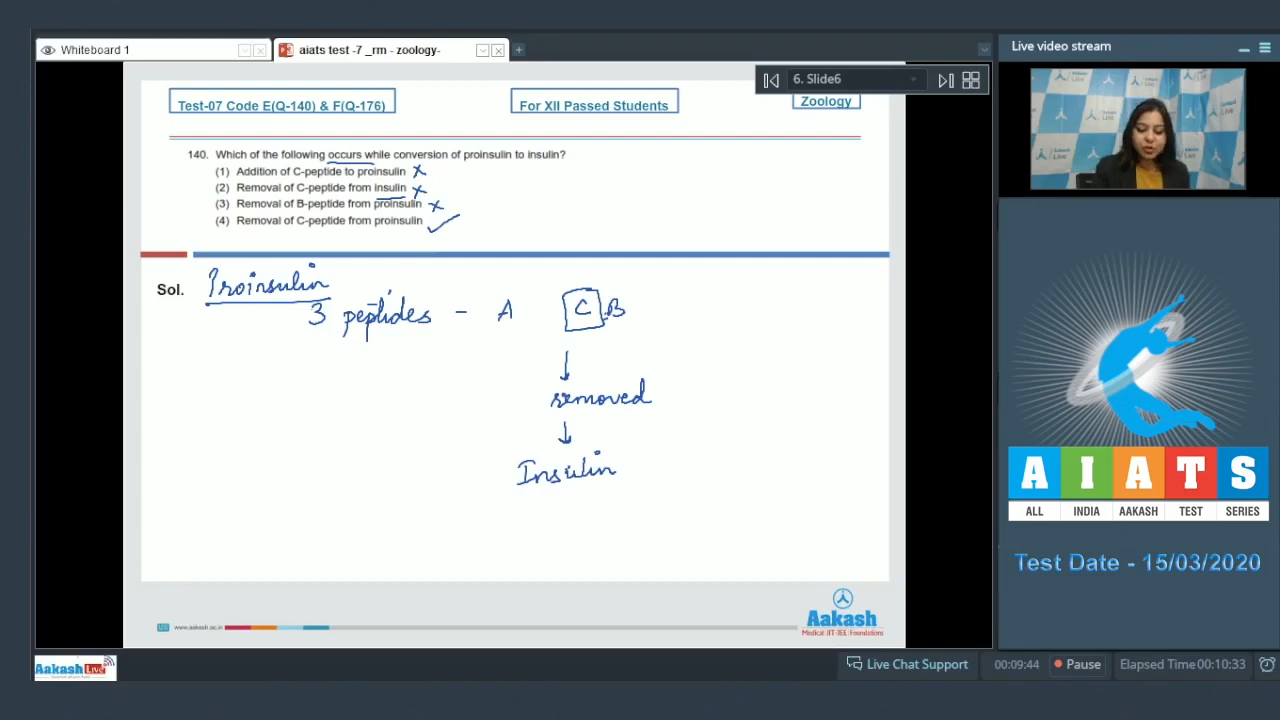 Whiteboard 1
aiats test -7 _rm - zoology-
Live video stream
6. Slide6
Test-07 Code E(Q-140) & F(Q-176)
For XII Passed Students
Zoology
140. Which of the following occurs while conversion of proinsulin to insulin?
(1) Addition of C-peptide to proinsulin
(2) Removal of C-peptide from insulin
(3) Removal of B-peptide from proinsulin
(4) Removal of C-peptide from proinsulin
Sol. Proinsulin
3 peptides - A C B
removed
Insulin
www.aakash.ac.in
Aakash
Medical|IIT-JEE|Foundations
Aakash Live
A I A T S
ALL INDIA AAKASH TEST SERIES
Test Date - 15/03/2020
Live Chat Support
00:09:44
Pause
Elapsed Time 00:10:33